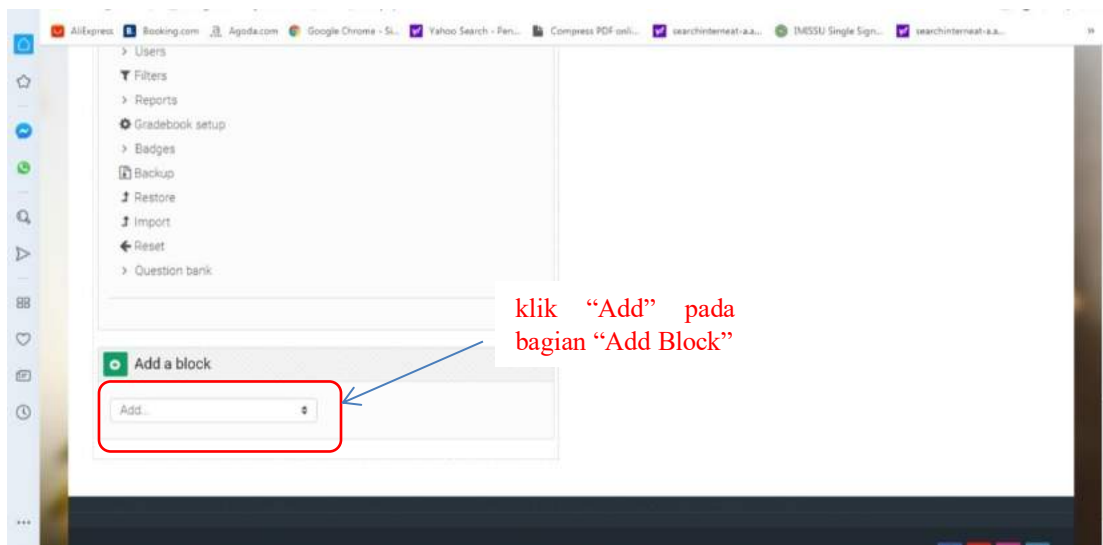 AliExpress Booking.com Agoda.com Google Chrome - Si... Yahoo Search - Pen... Compress PDF onli... searchinterneat-a.a... IMISSU Single Sign... searchinterneat-a.a...
Users
Filters
Reports
Gradebook setup
Badges
Backup
Restore
Import
Reset
Question bank
klik “Add” pada
bagian “Add Block”
Add a block
Add...